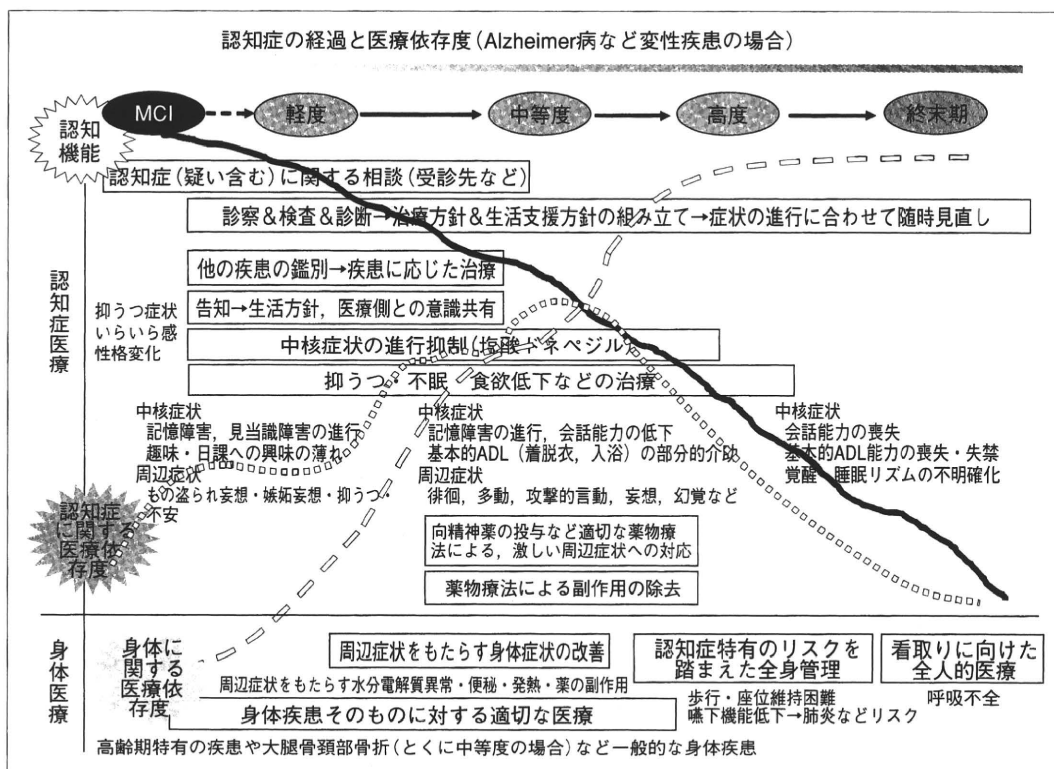 認知症の経過と医療依存度(Alzheimer病など変性疾患の場合)
MCI
軽度
中等度
高度
終末期
認知
機能
認知症(疑い含む)に関する相談(受診先など)
診察&検査&診断→治療方針&生活支援方針の組み立て→症状の進行に合わせて随時見直し
認知症医療
他の疾患の鑑別→疾患に応じた治療
告知→生活方針,医療側との意識共有
抑うつ症状
いらいら感
性格変化
中核症状の進行抑制(塩酸ドネペジル)
抑うつ・不眠 食欲低下などの治療
中核症状
記憶障害,見当識障害の進行
趣味・日課への興味の薄れ
周辺症状
もの盗られ妄想・嫉妬妄想・抑うつ・
不安
中核症状
記憶障害の進行,会話能力の低下
基本的ADL(着脱衣,入浴)の部分的介助
周辺症状
徘徊,多動,攻撃的言動,妄想,幻覚など
中核症状
会話能力の喪失
基本的ADL能力の喪失・失禁
覚醒 睡眠リズムの不明確化
認知症
に関する
医療依
存度
向精神薬の投与など適切な薬物療
法による,激しい周辺症状への対応
薬物療法による副作用の除去
身体医療
身体に
関する
医療依
存度
周辺症状をもたらす身体症状の改善
周辺症状をもたらす水分電解質異常・便秘・発熱・薬の副作用
身体疾患そのものに対する適切な医療
認知症特有のリスクを
踏まえた全身管理
歩行・座位維持困難
嚥下機能低下→肺炎などリスク
看取りに向けた
全人的医療
呼吸不全
高齢期特有の疾患や大腿骨頚部骨折(とくに中等度の場合)など一般的な身体疾患